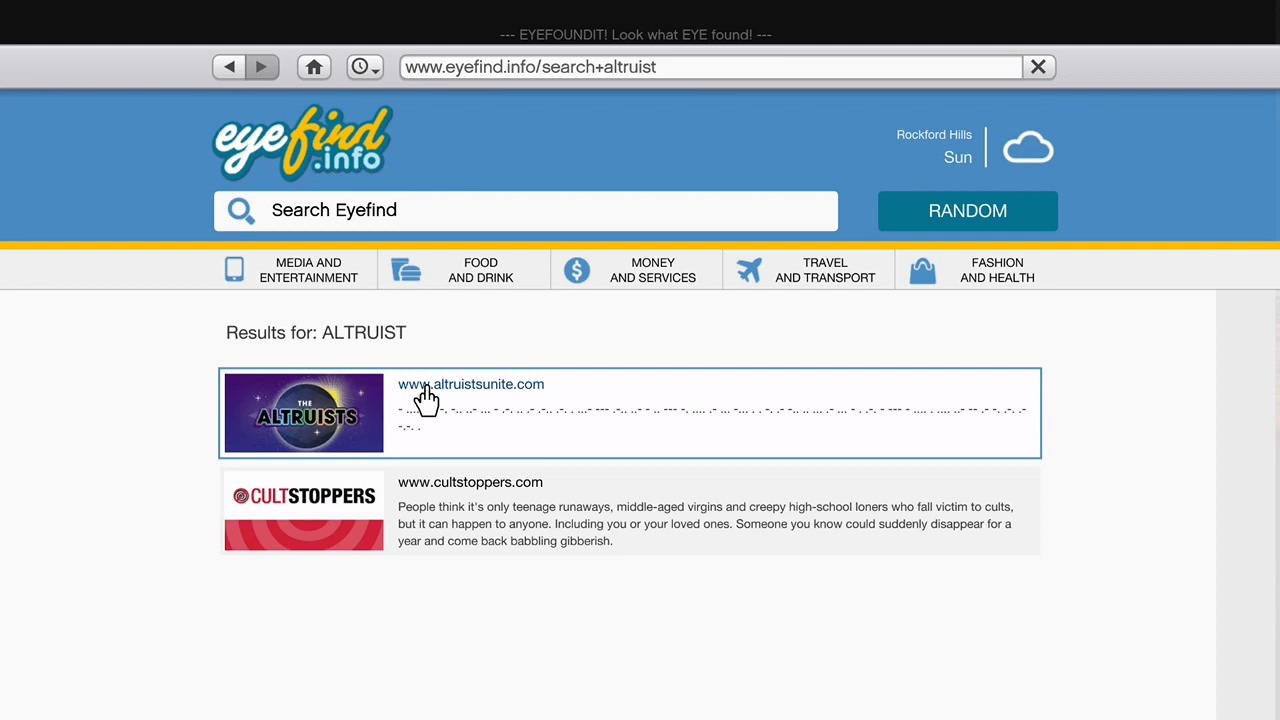 --- EYEFOUNDIT! Look what EYE found! ---
www.eyefind.info/search+altruist
eyefind
.info
Rockford Hills
Sun
Search Eyefind
RANDOM
MEDIA AND
ENTERTAINMENT
FOOD
AND DRINK
MONEY
AND SERVICES
TRAVEL
AND TRANSPORT
FASHION
AND HEALTH
Results for: ALTRUIST
THE
ALTRUISTS
www.altruistsunite.com
CULTSTOPPERS
www.cultstoppers.com
People think it's only teenage runaways, middle-aged virgins and creepy high-school loners who fall victim to cults,
but it can happen to anyone. Including you or your loved ones. Someone you know could suddenly disappear for a
year and come back babbling gibberish.